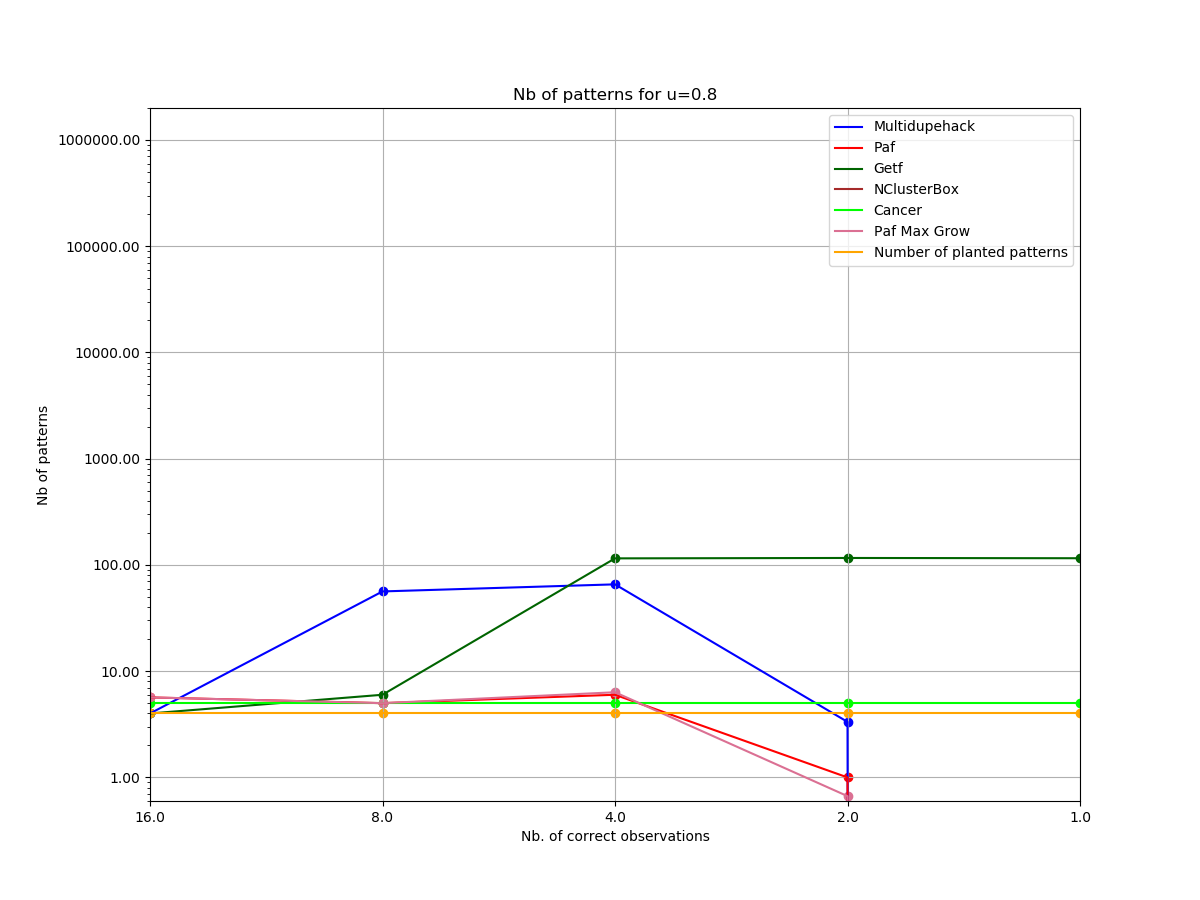 Nb of patterns for u=0.8
Multidupehack
Paf
Getf
NClusterBox
Cancer
Paf Max Grow
Number of planted patterns
1000000.00
100000.00
10000.00
1000.00
100.00
10.00
1.00
Nb of patterns
16.0 8.0 4.0 2.0 1.0
Nb. of correct observations